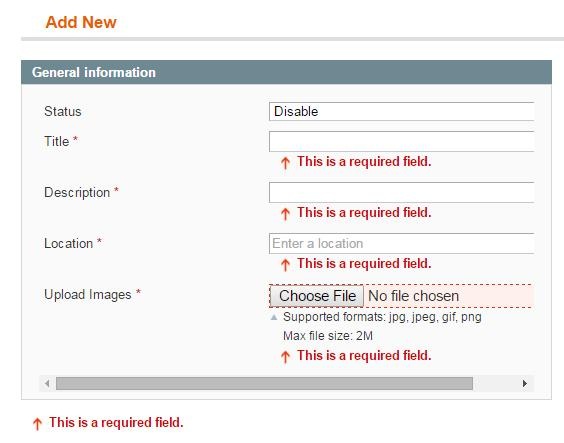 Add New
General information
Status Disable
Title *
This is a required field.
Description *
This is a required field.
Location * Enter a location
This is a required field.
Upload Images * Choose File No file chosen
Supported formats: jpg, jpeg, gif, png
Max file size: 2M
This is a required field.
This is a required field.